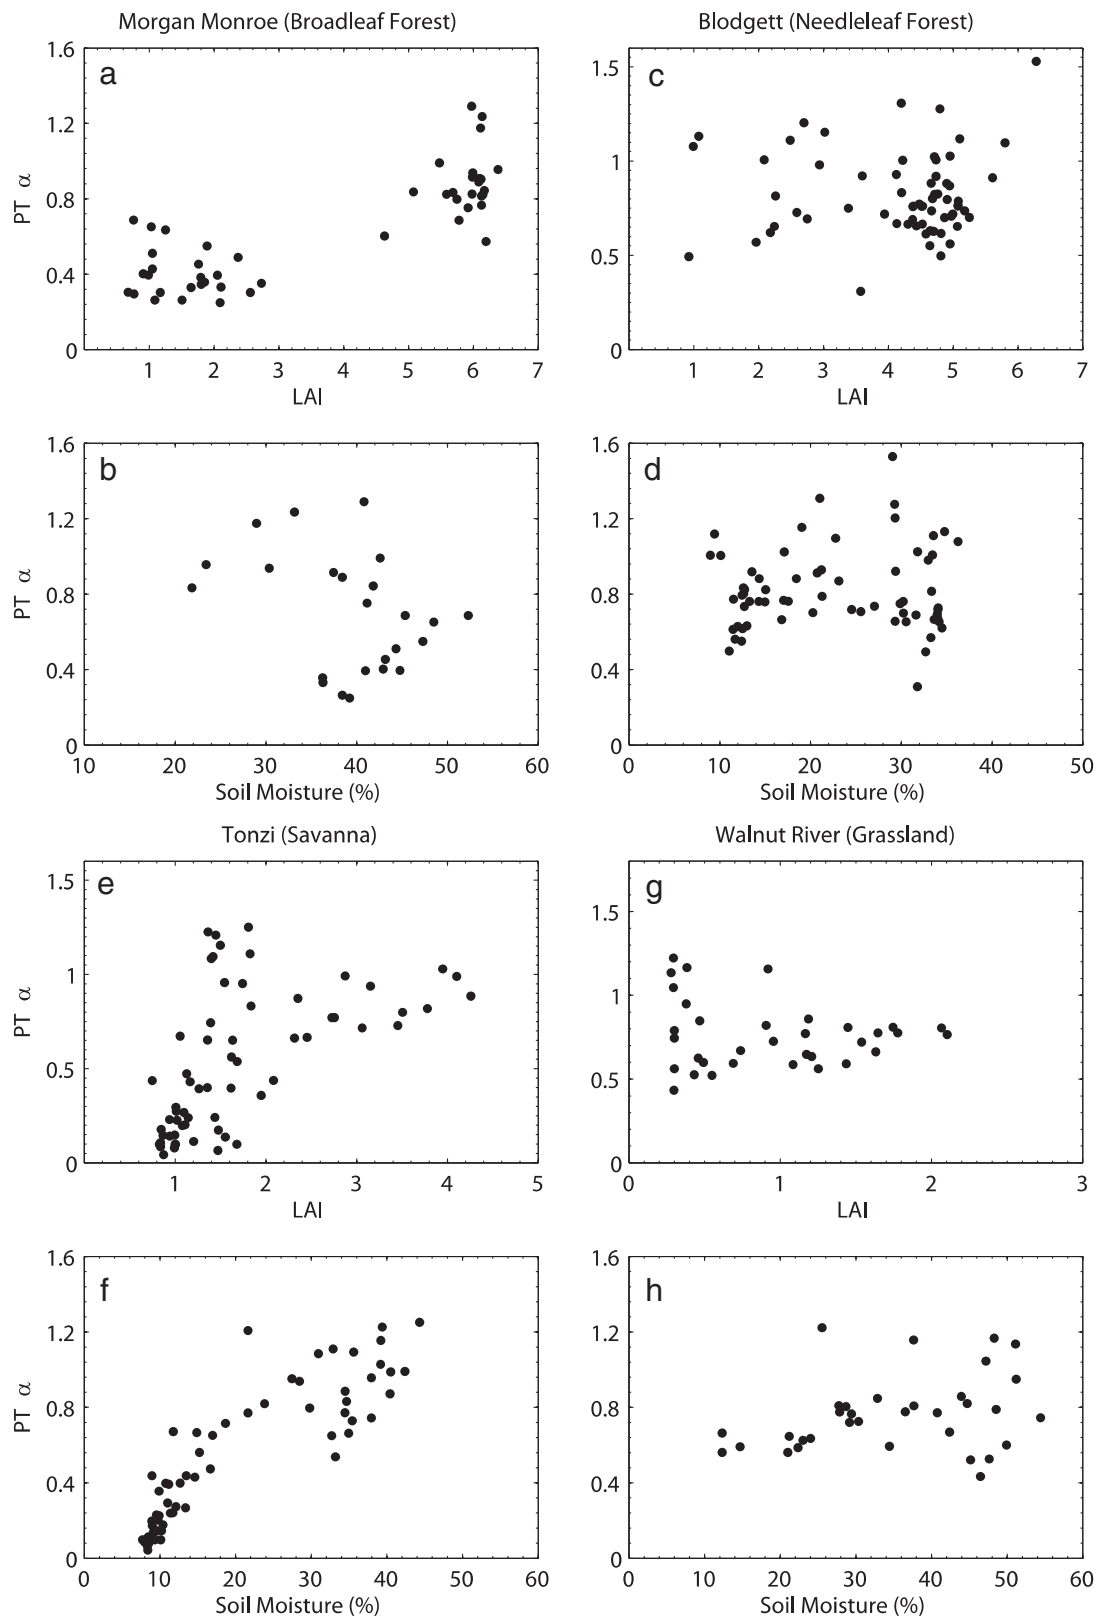 Morgan Monroe (Broadleaf Forest)
a
PT α
1.6
1.2
0.8
0.4
0
1 2 3 4 5 6 7
LAI
Blodgett (Needleleaf Forest)
c
1.5
1
0.5
0
1 2 3 4 5 6 7
LAI
b
PT α
1.6
1.2
0.8
0.4
0
10 20 30 40 50 60
Soil Moisture (%)
d
1.6
1.2
0.8
0.4
0
0 10 20 30 40 50
Soil Moisture (%)
Tonzi (Savanna)
e
PT α
1.5
1
0.5
0
1 2 3 4 5
LAI
Walnut River (Grassland)
g
1.5
1
0.5
0
0 1 2 3
LAI
f
PT α
1.6
1.2
0.8
0.4
0
0 10 20 30 40 50 60
Soil Moisture (%)
h
1.6
1.2
0.8
0.4
0
0 10 20 30 40 50 60
Soil Moisture (%)